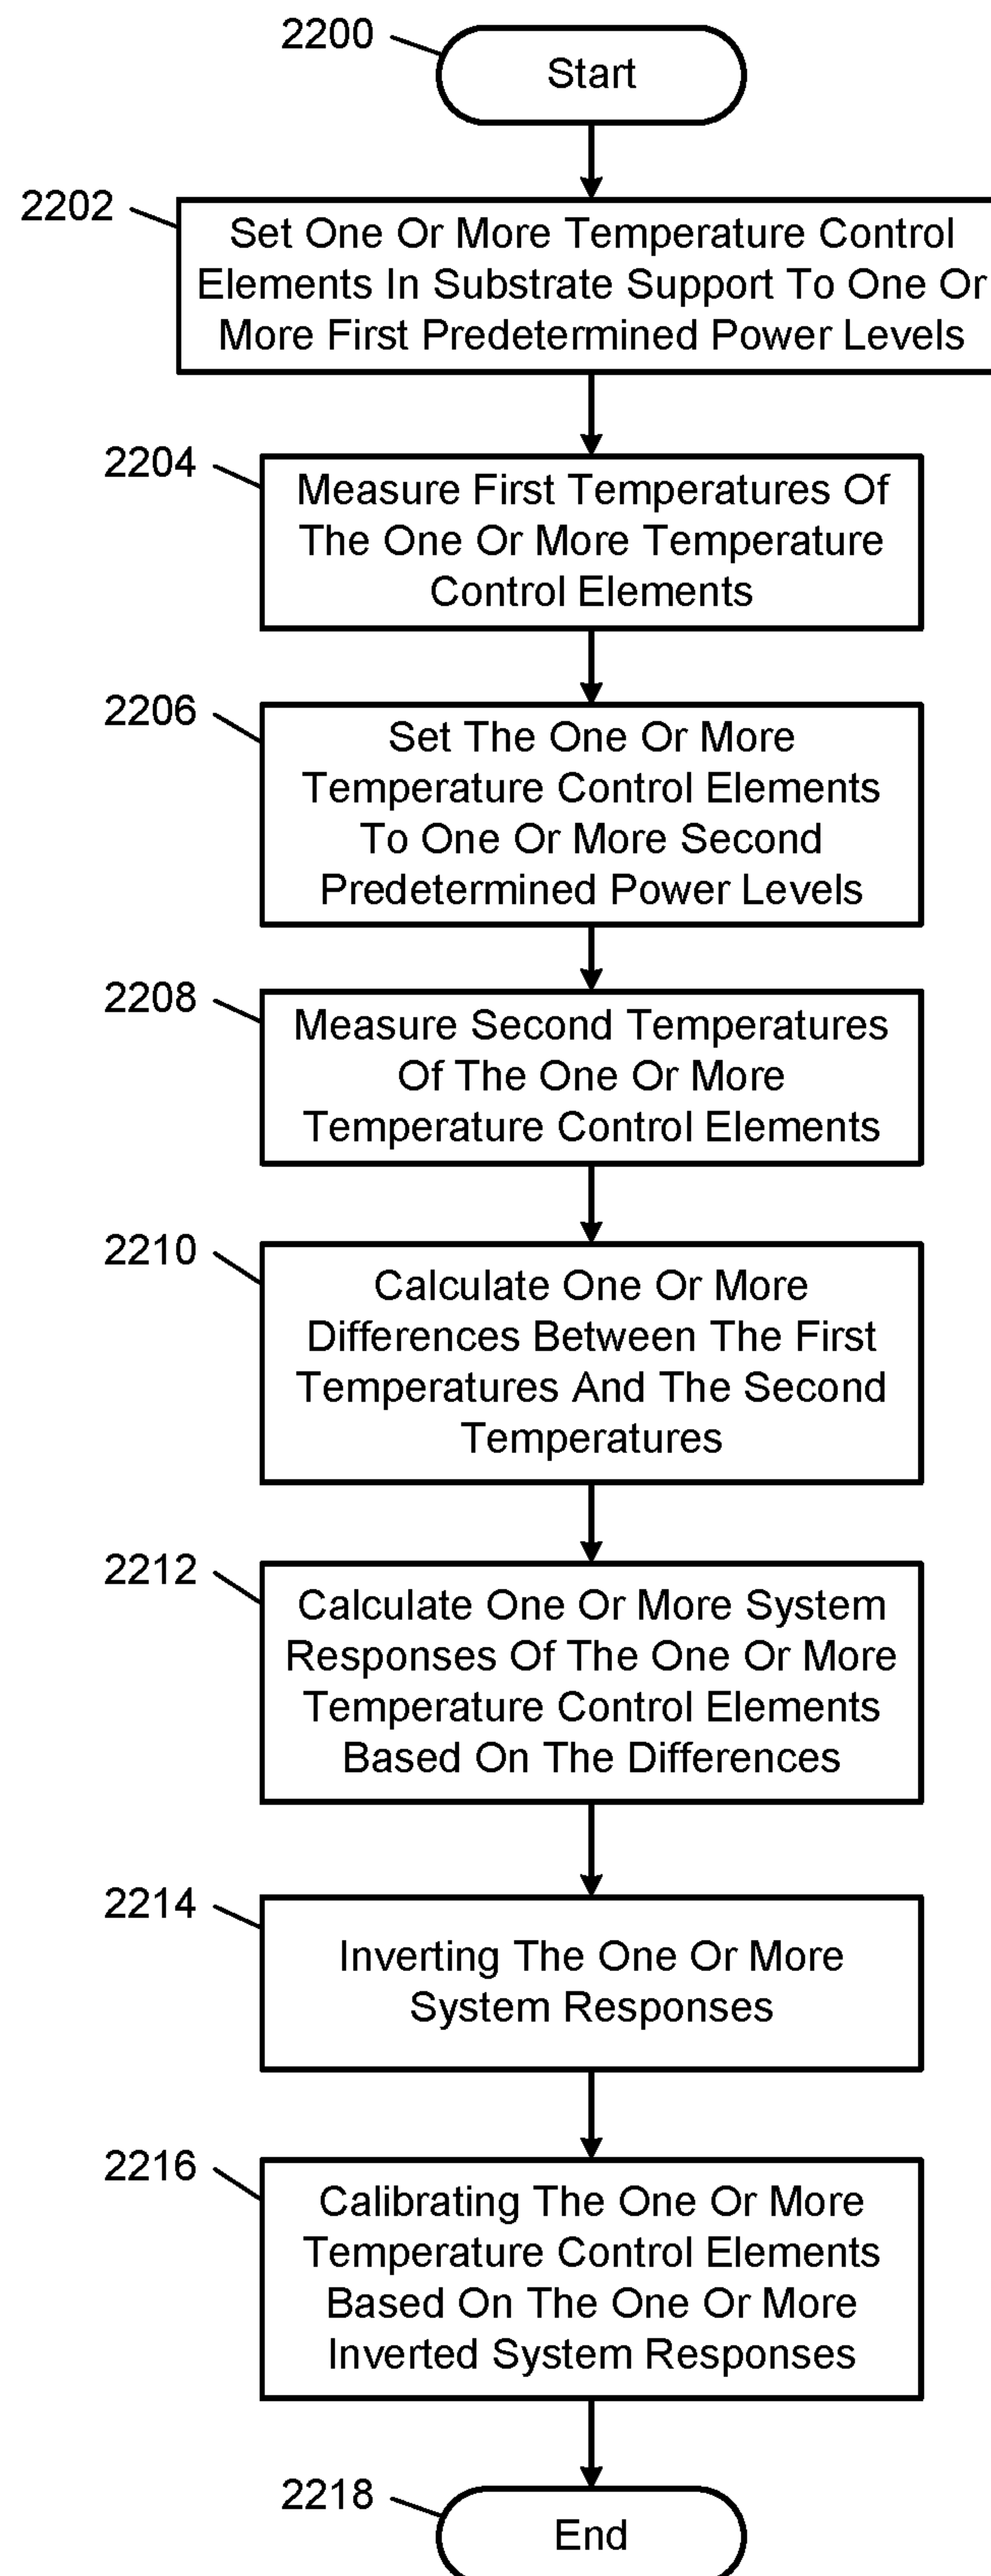 2200
Start
2202
Set One Or More Temperature Control
Elements In Substrate Support To One Or
More First Predetermined Power Levels
2204
Measure First Temperatures Of
The One Or More Temperature
Control Elements
2206
Set The One Or More
Temperature Control Elements
To One Or More Second
Predetermined Power Levels
2208
Measure Second Temperatures
Of The One Or More
Temperature Control Elements
2210
Calculate One Or More
Differences Between The First
Temperatures And The Second
Temperatures
2212
Calculate One Or More System
Responses Of The One Or More
Temperature Control Elements
Based On The Differences
2214
Inverting The One Or More
System Responses
2216
Calibrating The One Or More
Temperature Control Elements
Based On The One Or More
Inverted System Responses
2218
End